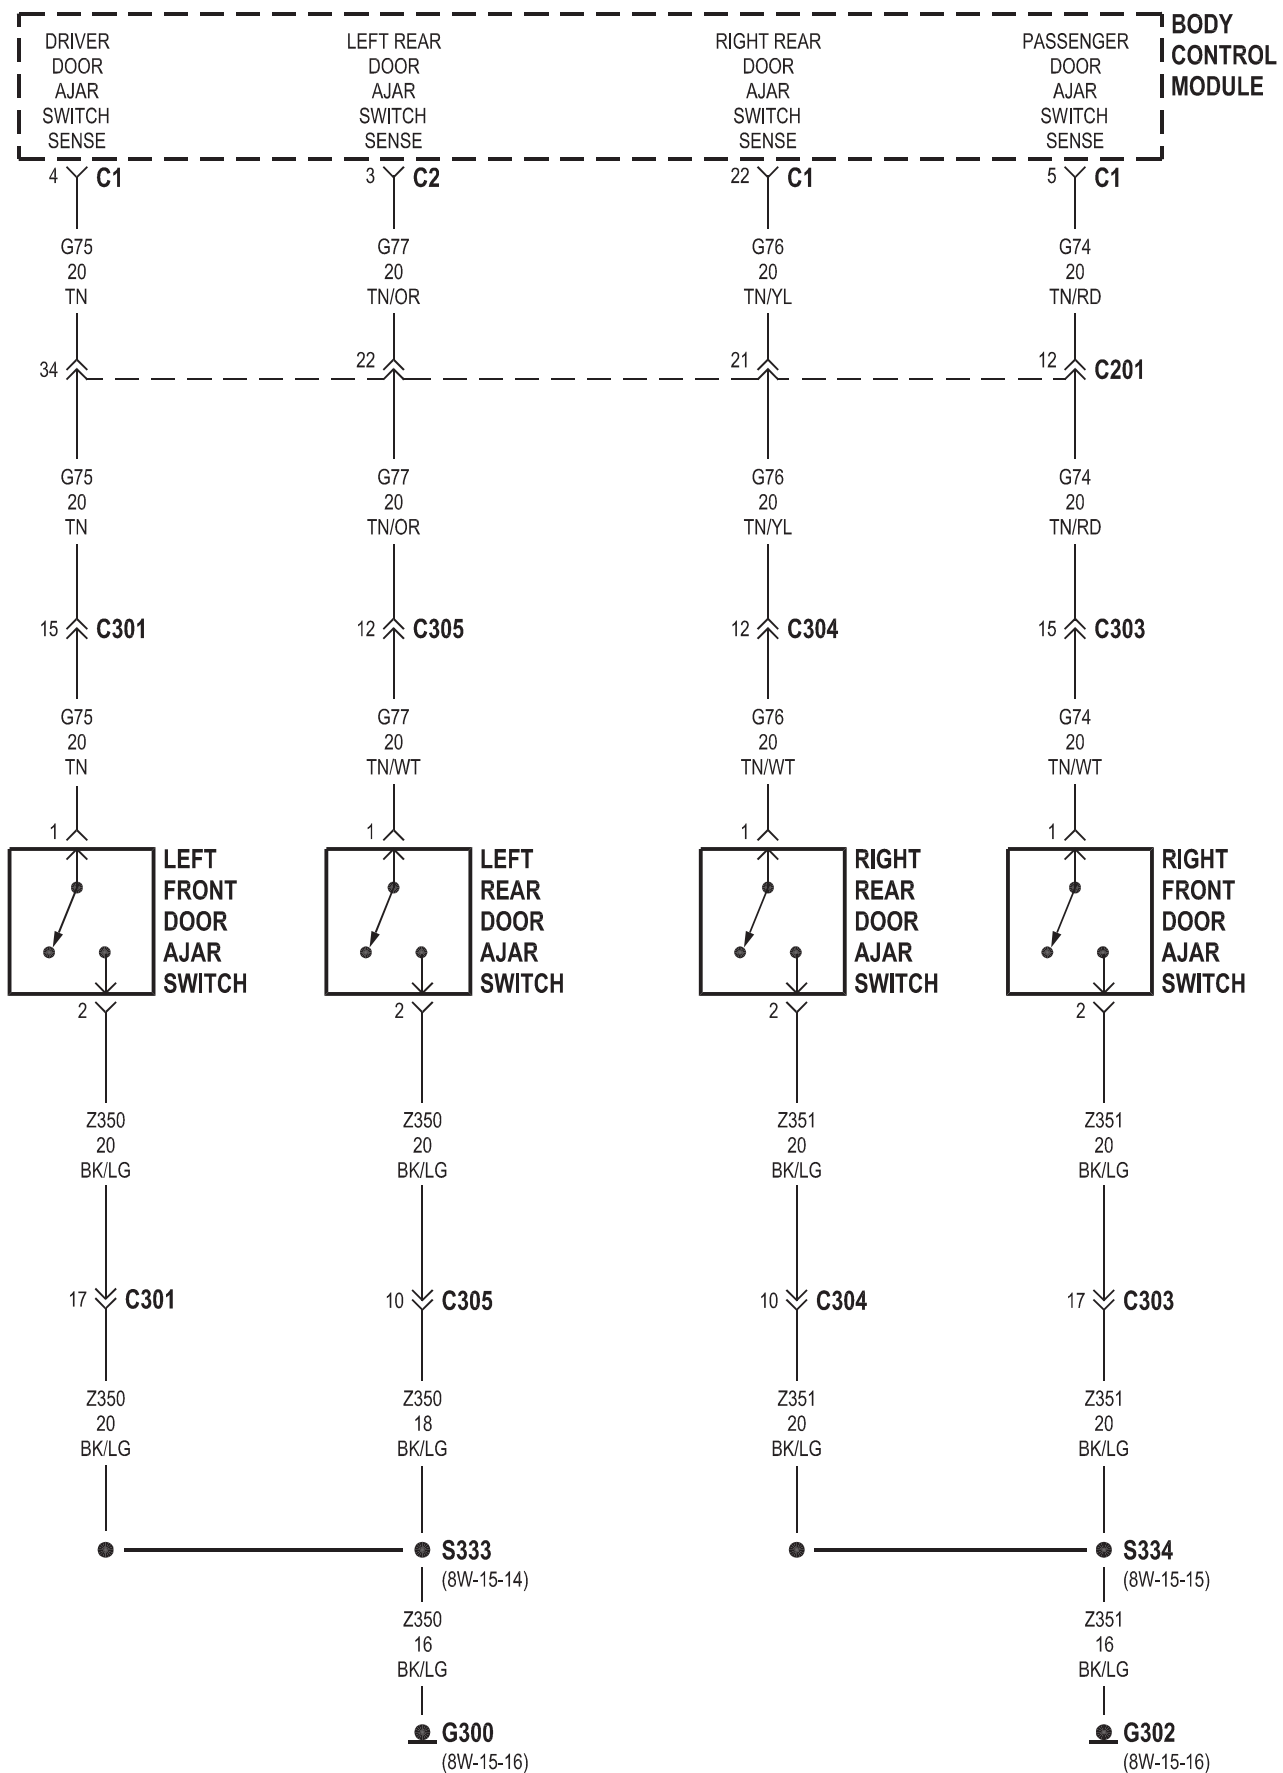 BODY
CONTROL
MODULE
DRIVER
DOOR
AJAR
SWITCH
SENSE
LEFT REAR
DOOR
AJAR
SWITCH
SENSE
RIGHT REAR
DOOR
AJAR
SWITCH
SENSE
PASSENGER
DOOR
AJAR
SWITCH
SENSE
4 C1
3 C2
22 C1
5 C1
G75
20
TN
G77
20
TN/OR
G76
20
TN/YL
G74
20
TN/RD
34
22
21
12 C201
G75
20
TN
G77
20
TN/OR
G76
20
TN/YL
G74
20
TN/RD
15 C301
12 C305
12 C304
15 C303
G75
20
TN
G77
20
TN/WT
G76
20
TN/WT
G74
20
TN/WT
1
1
1
1
LEFT
FRONT
DOOR
AJAR
SWITCH
LEFT
REAR
DOOR
AJAR
SWITCH
RIGHT
REAR
DOOR
AJAR
SWITCH
RIGHT
FRONT
DOOR
AJAR
SWITCH
2
2
2
2
Z350
20
BK/LG
Z350
20
BK/LG
Z351
20
BK/LG
Z351
20
BK/LG
17 C301
10 C305
10 C304
17 C303
Z350
20
BK/LG
Z350
18
BK/LG
Z351
20
BK/LG
Z351
20
BK/LG
S333
(8W-15-14)
S334
(8W-15-15)
Z350
16
BK/LG
Z351
16
BK/LG
G300
(8W-15-16)
G302
(8W-15-16)